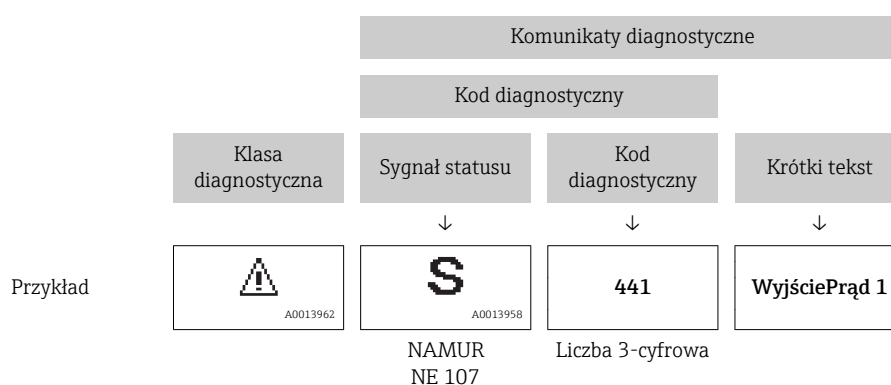 Komunikaty diagnostyczne
Kod diagnostyczny
Klasa
diagnostyczna
Sygnał statusu
Kod
diagnostyczny
Krótki tekst
↓
↓
↓
Przykład
A0013962
S
A0013958
441
WyjściePrąd 1
NAMUR
NE 107
Liczba 3-cyfrowa